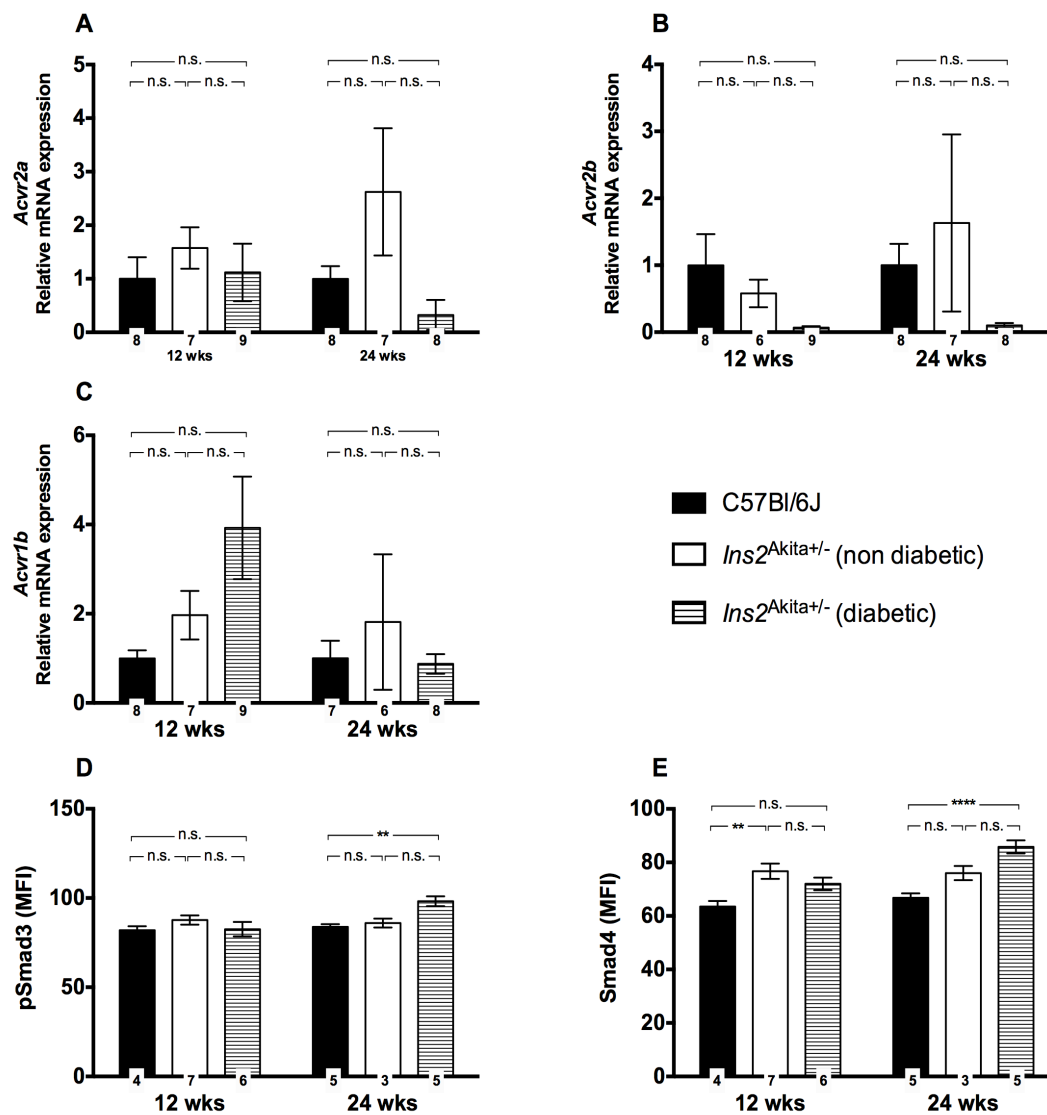 A
Acvr2a
Relative mRNA expression
5
4
3
2
1
0
n.s.
n.s. n.s.
n.s.
n.s. n.s.
8 7 9 8 7 8
12 wks 24 wks
B
Acvr2b
Relative mRNA expression
4
3
2
1
0
n.s.
n.s. n.s.
n.s.
n.s. n.s.
8 6 9 8 7 8
12 wks 24 wks
C
Acvr1b
Relative mRNA expression
6
4
2
0
n.s.
n.s. n.s.
n.s.
n.s. n.s.
8 7 9 7 6 8
12 wks 24 wks
C57Bl/6J
Ins2Akita+/- (non diabetic)
Ins2Akita+/- (diabetic)
D
pSmad3 (MFI)
150
100
50
0
n.s.
n.s. n.s.
**
n.s. n.s.
4 7 6 5 3 5
12 wks 24 wks
E
Smad4 (MFI)
100
80
60
40
20
0
n.s.
** n.s.
****
n.s. n.s.
4 7 6 5 3 5
12 wks 24 wks